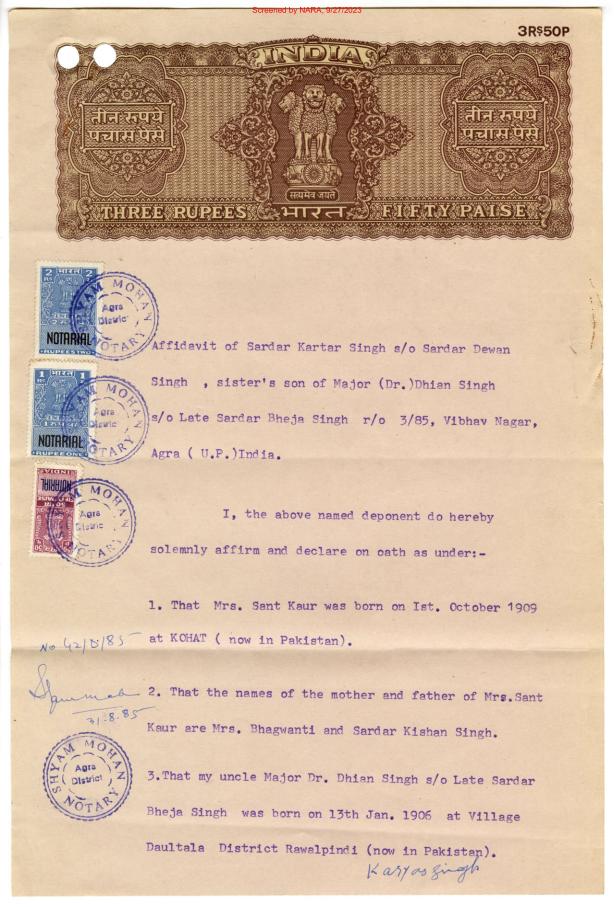 Screened by NARA, 9/27/2023
3RS50P
INDIA
तीन रूपये
पचास पैसे
तीन रूपये
पचास पैसे
सत्यमेव जयते
THREE RUPEES भारत FIFTY PAISE
2 भारत 2
RS
NOTARIAL
RUPEES TWO
SHYAM MOHAN
Agra
District
NOTARY
Affidavit of Sardar Kartar Singh s/o Sardar Dewan
Singh , sister's son of Major (Dr.)Dhian Singh
s/o Late Sardar Bheja Singh r/o 3/85, Vibhav Nagar,
Agra ( U.P.)India.
1 भारत 1
NOTARIAL
RUPEE ONE
SHYAM MOHAN
Agra
District
NOTARY
INDIA
NOTARIAL
SHYAM MOHAN
Agra
District
NOTARY
I, the above named deponent do hereby
solemnly affirm and declare on oath as under:-
1. That Mrs. Sant Kaur was born on Ist. October 1909
at KOHAT ( now in Pakistan).
No 42/D/85
2. That the names of the mother and father of Mrs.Sant
Kaur are Mrs. Bhagwanti and Sardar Kishan Singh.
31-8-85
SHYAM MOHAN
Agra
District
NOTARY
3.That my uncle Major Dr. Dhian Singh s/o Late Sardar
Bheja Singh was born on 13th Jan. 1906 at Village
Daultala District Rawalpindi (now in Pakistan).